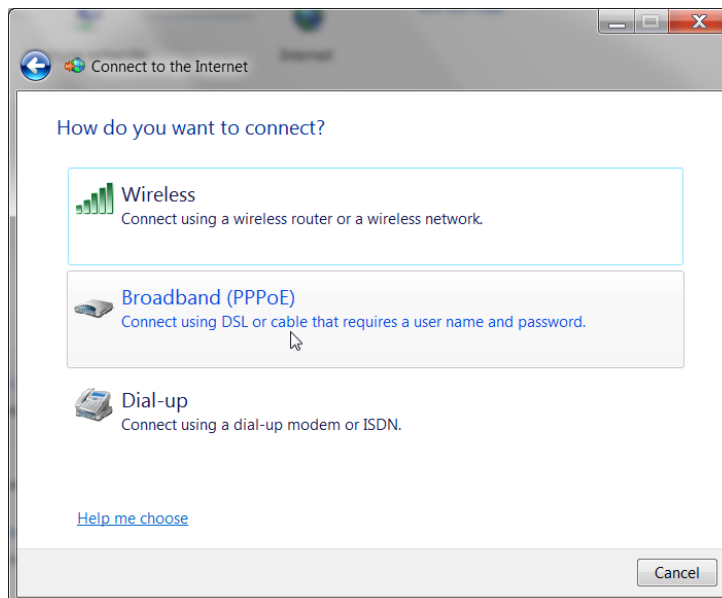 Connect to the Internet
How do you want to connect?
Wireless
Connect using a wireless router or a wireless network.
Broadband (PPPoE)
Connect using DSL or cable that requires a user name and password.
Dial-up
Connect using a dial-up modem or ISDN.
Help me choose
Cancel